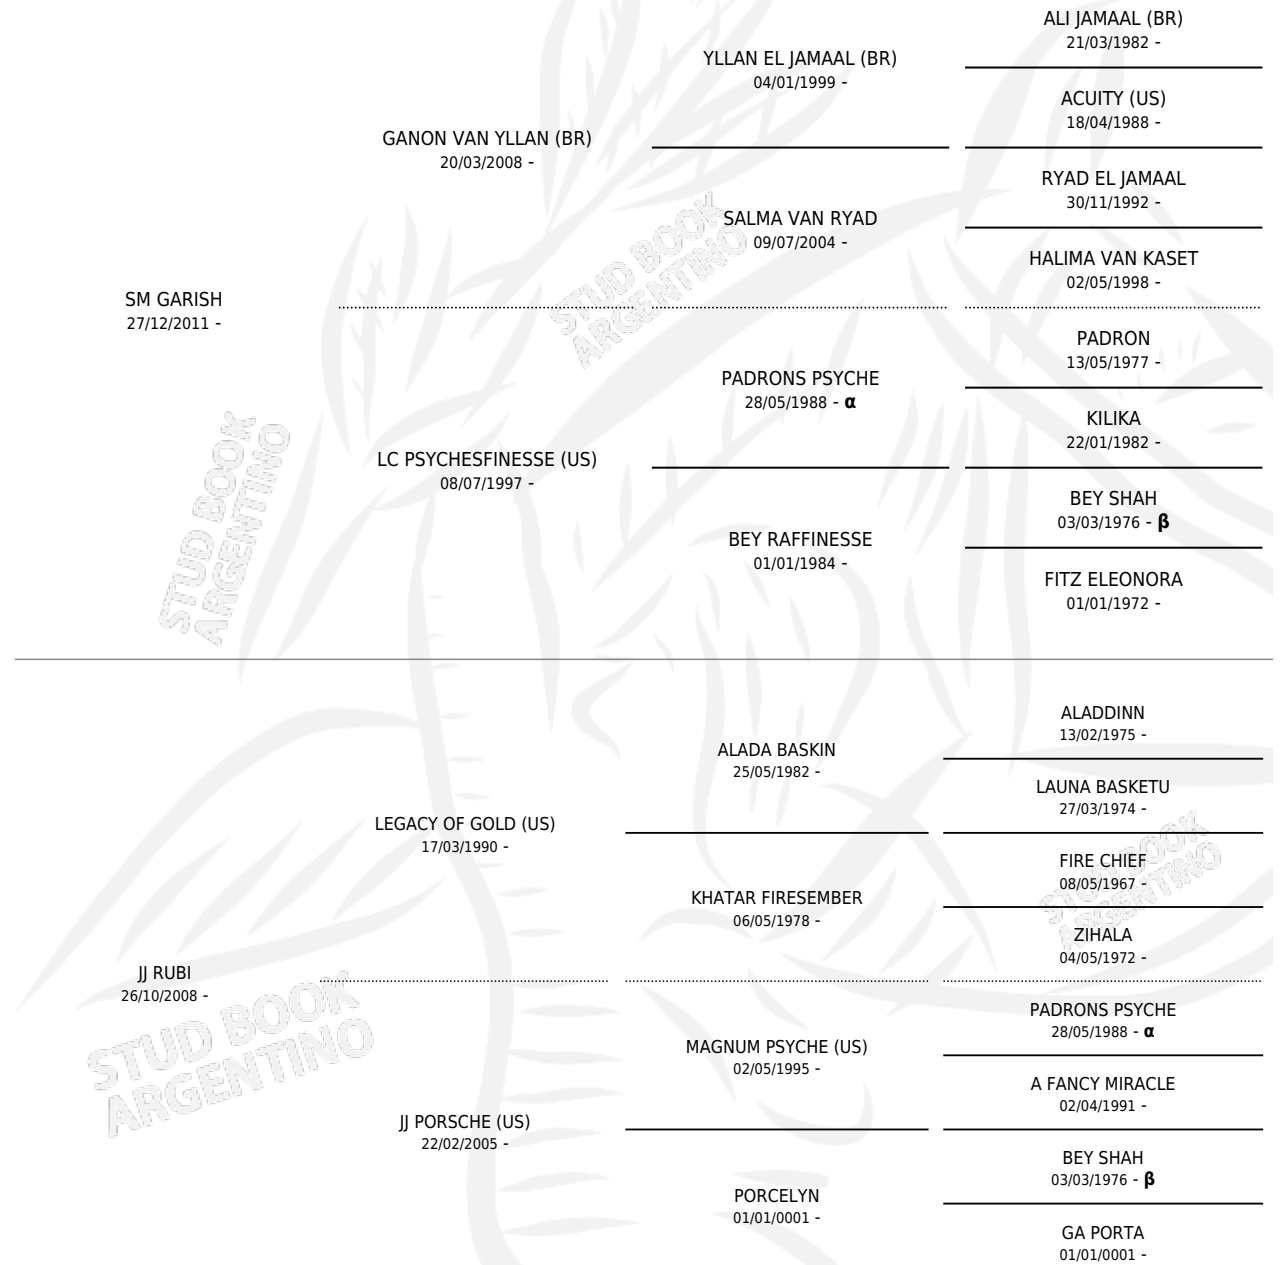 ALI JAMAAL (BR)
21/03/1982 -
YLLAN EL JAMAAL (BR)
04/01/1999 -
ACUITY (US)
18/04/1988 -
GANON VAN YLLAN (BR)
20/03/2008 -
RYAD EL JAMAAL
30/11/1992 -
SALMA VAN RYAD
09/07/2004 -
HALIMA VAN KASET
02/05/1998 -
SM GARISH
27/12/2011 -
PADRON
13/05/1977 -
PADRONS PSYCHE
28/05/1988 - α
KILIKA
22/01/1982 -
LC PSYCHESFINESSE (US)
08/07/1997 -
BEY SHAH
03/03/1976 - β
BEY RAFFINESSE
01/01/1984 -
FITZ ELEONORA
01/01/1972 -
ALADDINN
13/02/1975 -
ALADA BASKIN
25/05/1982 -
LAUNA BASKETU
27/03/1974 -
LEGACY OF GOLD (US)
17/03/1990 -
FIRE CHIEF
08/05/1967 -
KHATAR FIRESEMBER
06/05/1978 -
ZIHALA
04/05/1972 -
JJ RUBI
26/10/2008 -
PADRONS PSYCHE
28/05/1988 - α
MAGNUM PSYCHE (US)
02/05/1995 -
A FANCY MIRACLE
02/04/1991 -
JJ PORSCHE (US)
22/02/2005 -
BEY SHAH
03/03/1976 - β
PORCELYN
01/01/0001 -
GA PORTA
01/01/0001 -
STUD BOOK
ARGENTINO
STUD BOOK
ARGENTINO
STUD BOOK
ARGENTINO
STUD BOOK
ARGENTINO